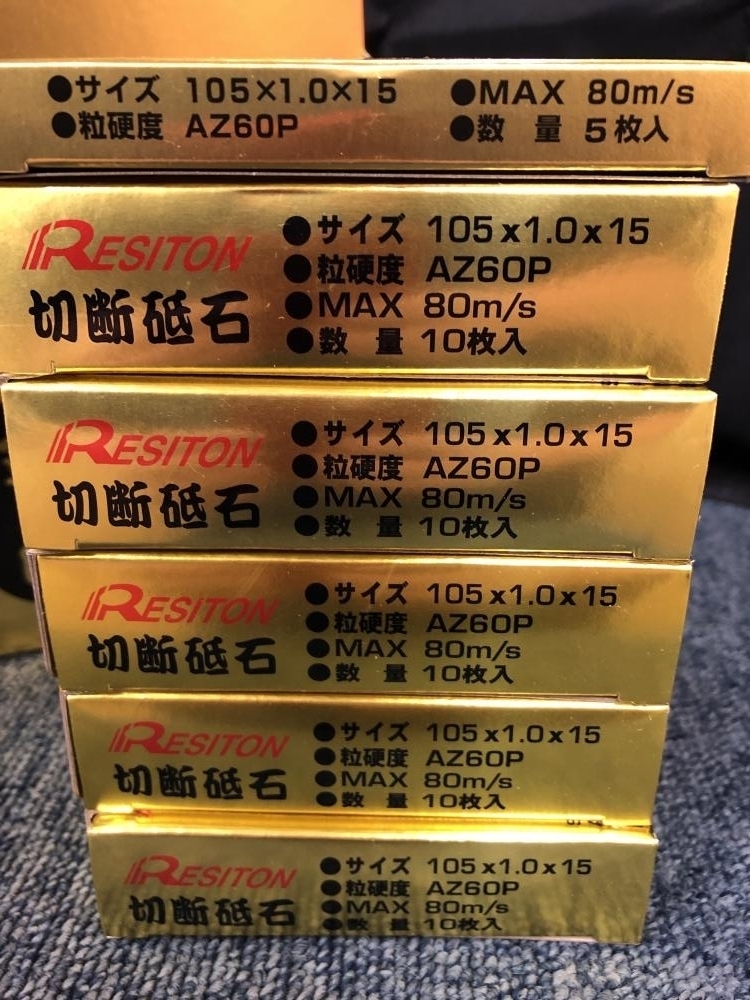 ●サイズ 105×1.0×15 ●MAX 80m/s
●粒硬度 AZ60P ●数量 5枚入
RESITON
切断砥石
●サイズ 105x1.0x15
●粒硬度 AZ60P
●MAX 80m/s
●数量 10枚入
RESITON
切断砥石
●サイズ 105x1.0x15
●粒硬度 AZ60P
●MAX 80m/s
●数量 10枚入
RESITON
切断砥石
●サイズ 105x1.0x15
●粒硬度 AZ60P
●MAX 80m/s
●数量 10枚入
RESITON
切断砥石
●サイズ 105x1.0x15
●粒硬度 AZ60P
●MAX 80m/s
●数量 10枚入
RESITON
切断砥石
●サイズ 105x1.0x15
●粒硬度 AZ60P
●MAX 80m/s
●数量 10枚入